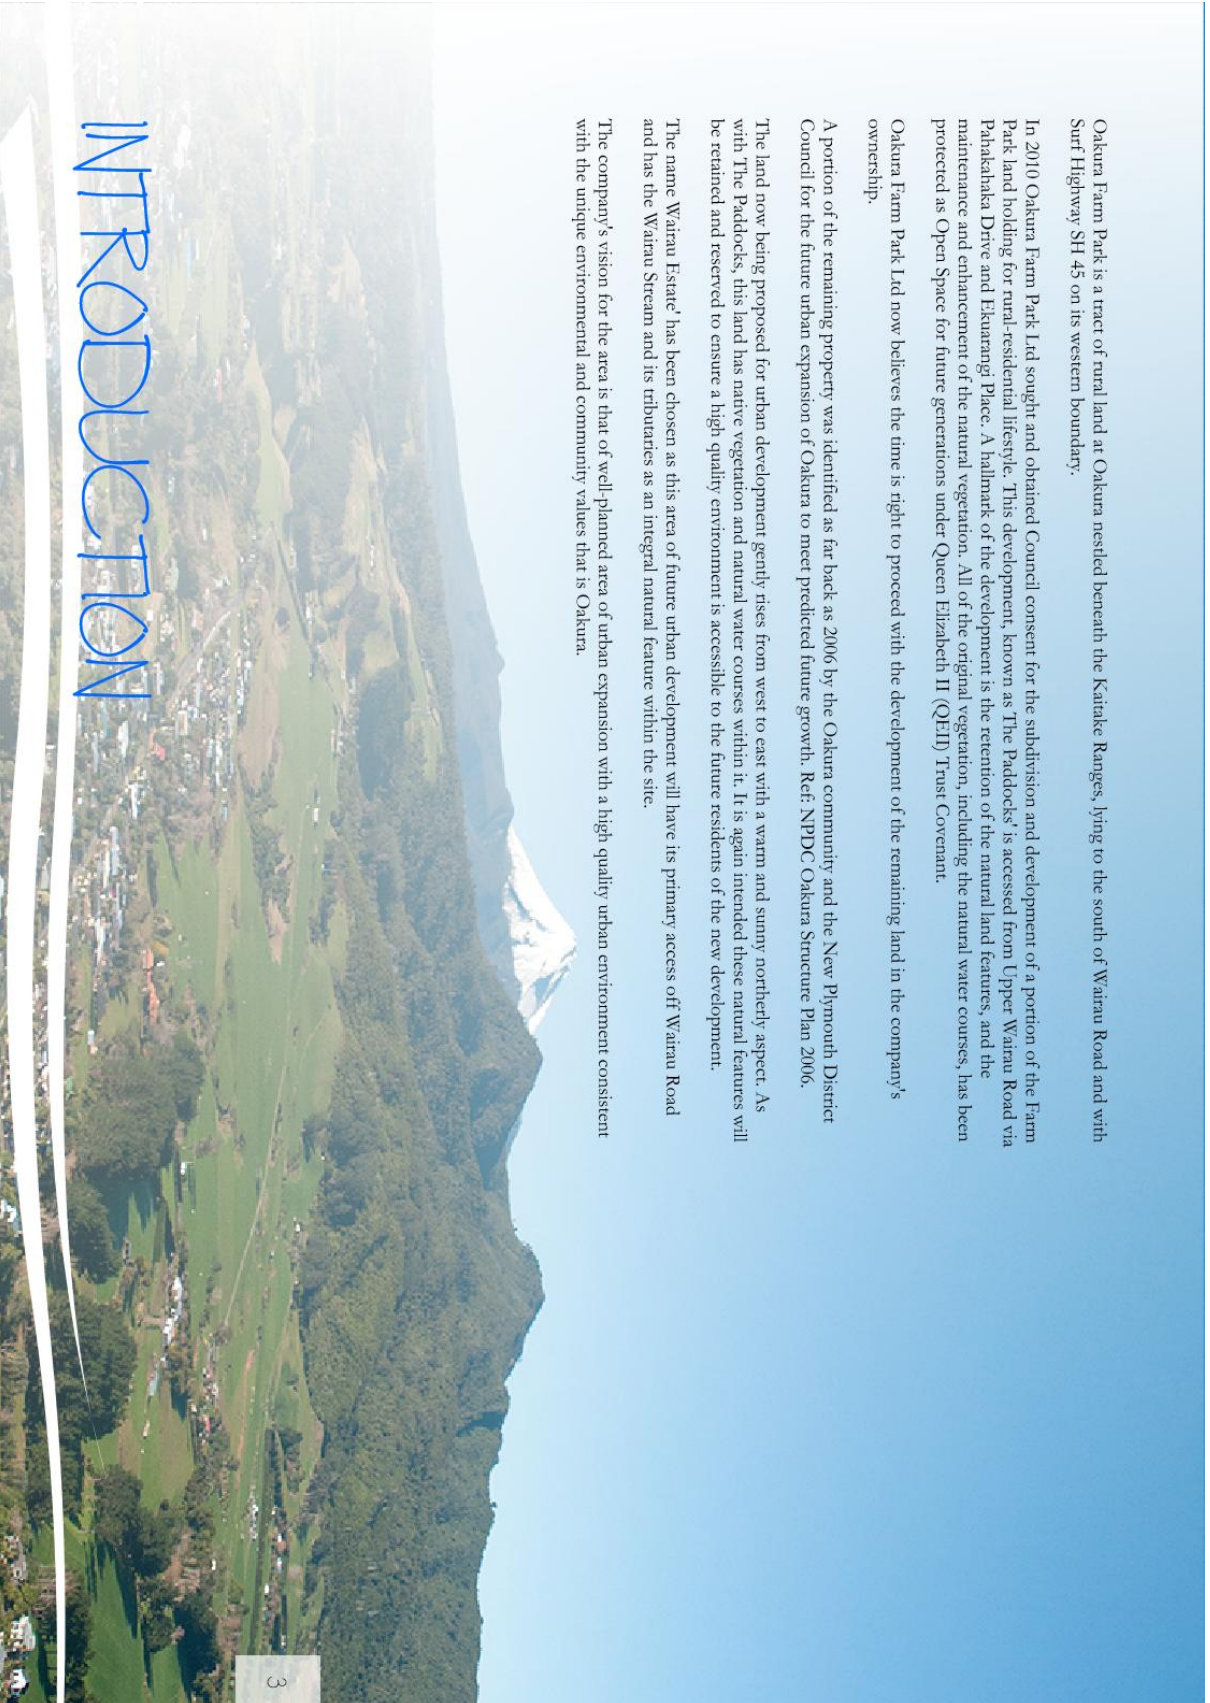 Oakura Farm Park is a tract of rural land at Oakura nestled beneath the Kaitake Ranges, lying to the south of Wairau Road and with
Surf Highway SH 45 on its western boundary.
In 2010 Oakura Farm Park Ltd sought and obtained Council consent for the subdivision and development of a portion of the Farm
Park land holding for rural-residential lifestyle. This development, known as 'The Paddocks' is accessed from Upper Wairau Road via
Pahakahaka Drive and Ekuarangi Place. A hallmark of the development is the retention of the natural land features, and the
maintenance and enhancement of the natural vegetation. All of the original vegetation, including the natural water courses, has been
protected as Open Space for future generations under Queen Elizabeth II (QEII) Trust Covenant.
Oakura Farm Park Ltd now believes the time is right to proceed with the development of the remaining land in the company's
ownership.
A portion of the remaining property was identified as far back as 2006 by the Oakura community and the New Plymouth District
Council for the future urban expansion of Oakura to meet predicted future growth. Ref: NPDC Oakura Structure Plan 2006.
The land now being proposed for urban development gently rises from west to east with a warm and sunny northerly aspect. As
with The Paddocks, this land has native vegetation and natural water courses within it. It is again intended these natural features will
be retained and reserved to ensure a high quality environment is accessible to the future residents of the new development.
The name Wairau Estate' has been chosen as this area of future urban development will have its primary access off Wairau Road
and has the Wairau Stream and its tributaries as an integral natural feature within the site.
The company's vision for the area is that of well-planned area of urban expansion with a high quality urban environment consistent
with the unique environmental and community values that is Oakura.
INTRODUCTION
3